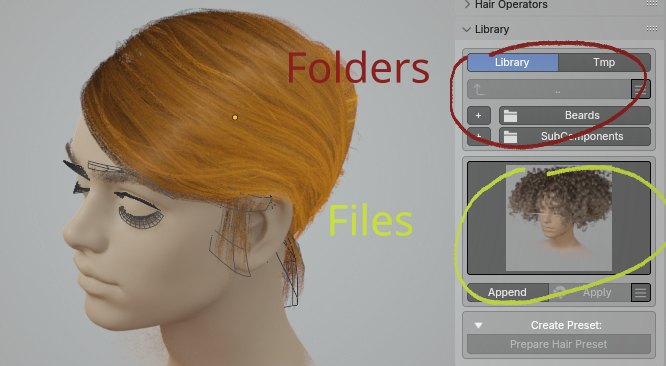 Hair Operators
Library
Folders
Library Tmp
..
+ Beards
+ SubComponents
Files
Append Apply
Create Preset:
Prepare Hair Preset